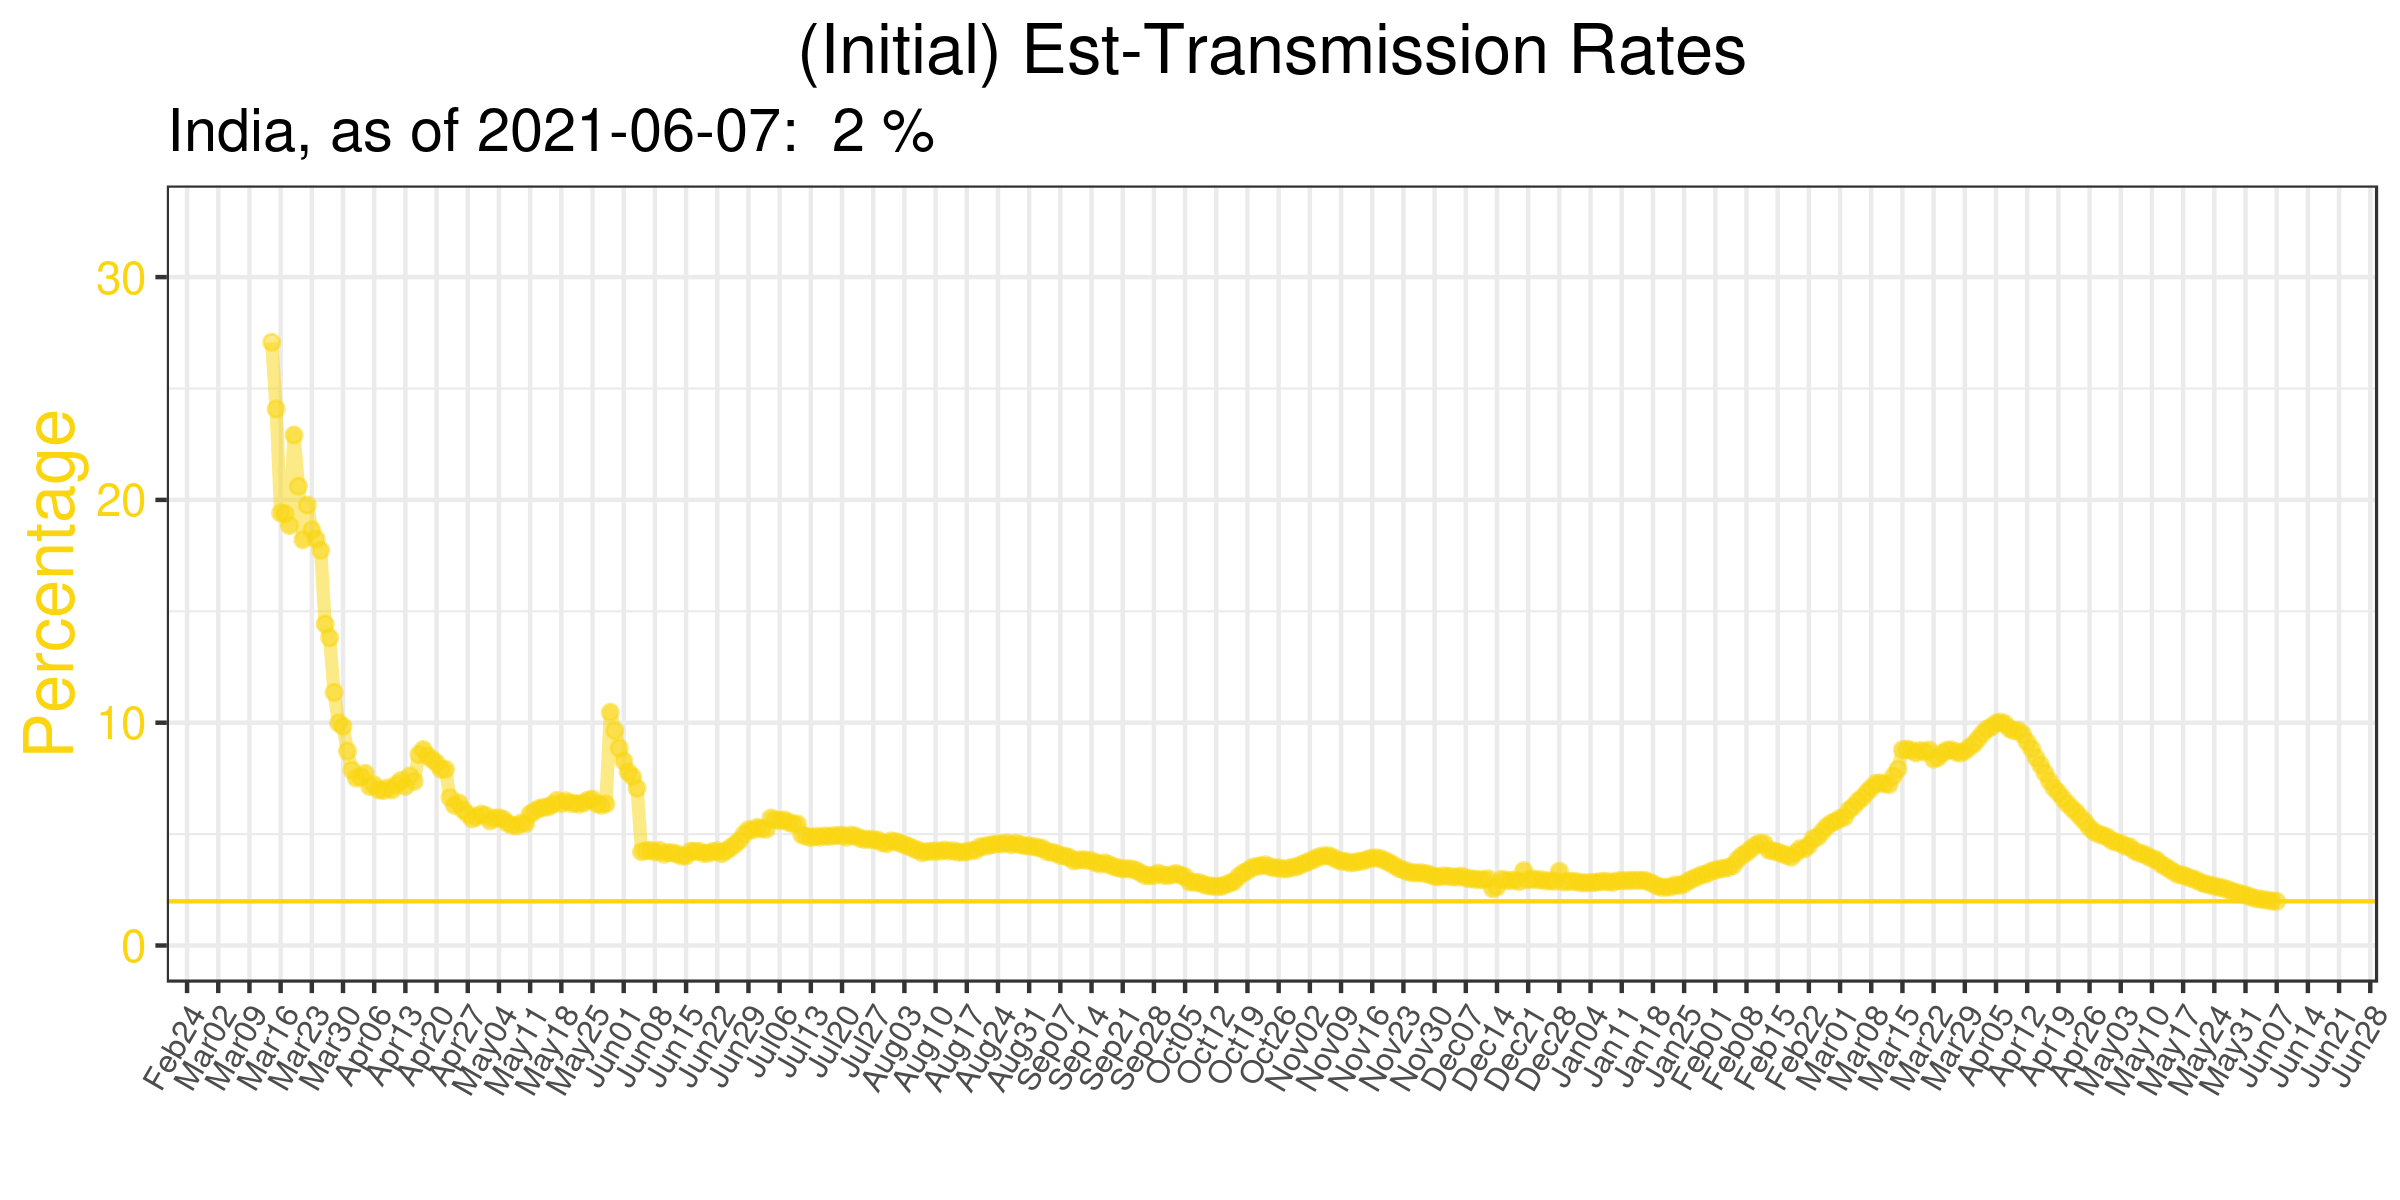 (Initial) Est-Transmission Rates
India, as of 2021-06-07:  2 %
Percentage
30
20
10
0
Feb24
Mar02
Mar09
Mar16
Mar23
Mar30
Apr06
Apr13
Apr20
Apr27
May04
May11
May18
May25
Jun01
Jun08
Jun15
Jun22
Jun29
Jul06
Jul13
Jul20
Jul27
Aug03
Aug10
Aug17
Aug24
Aug31
Sep07
Sep14
Sep21
Sep28
Oct05
Oct12
Oct19
Oct26
Nov02
Nov09
Nov16
Nov23
Nov30
Dec07
Dec14
Dec21
Dec28
Jan04
Jan11
Jan18
Jan25
Feb01
Feb08
Feb15
Feb22
Mar01
Mar08
Mar15
Mar22
Mar29
Apr05
Apr12
Apr19
Apr26
May03
May10
May17
May24
May31
Jun07
Jun14
Jun21
Jun28